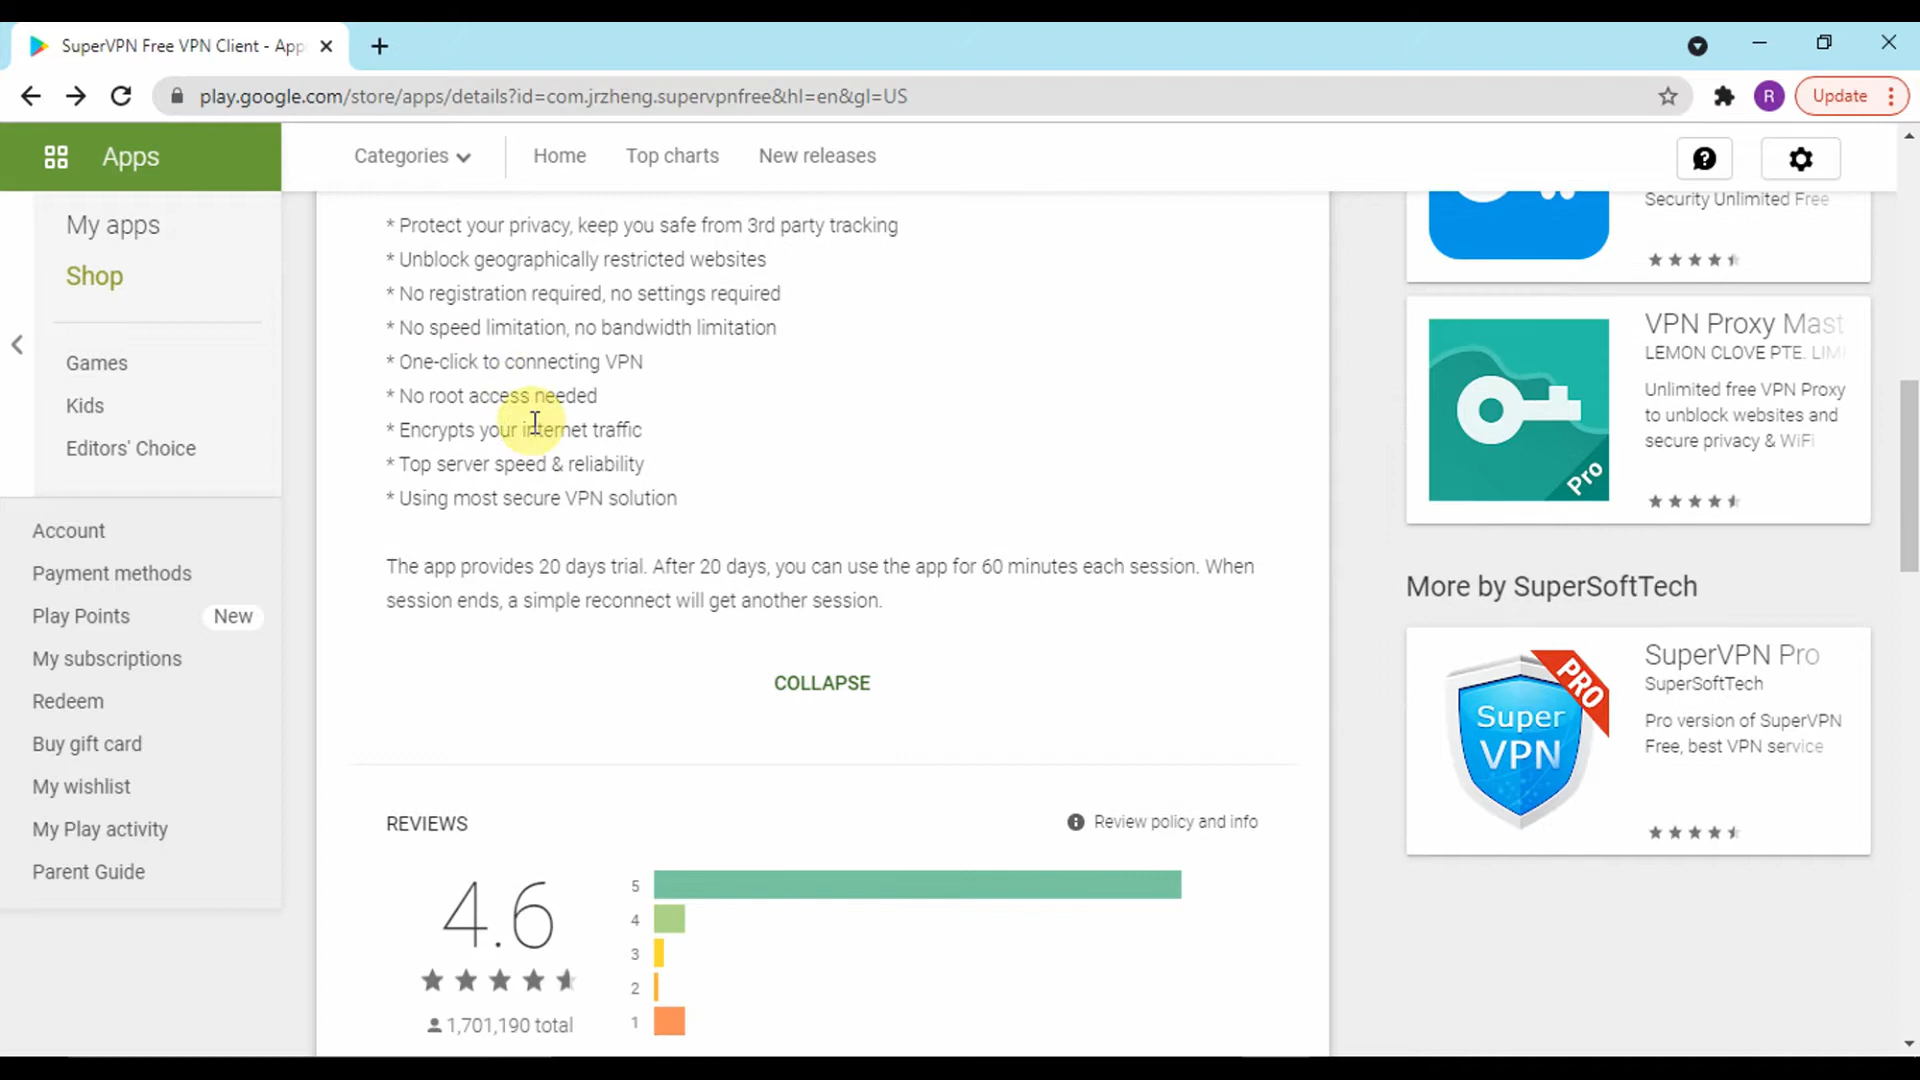 SuperVPN Free VPN Client - App
play.google.com/store/apps/details?id=com.jrzheng.supervpnfree&hl=en&gl=US
R
Update
Apps
Categories
Home
Top charts
New releases
My apps
Shop
Games
Kids
Editors' Choice
Account
Payment methods
Play Points
New
My subscriptions
Redeem
Buy gift card
My wishlist
My Play activity
Parent Guide
* Protect your privacy, keep you safe from 3rd party tracking
* Unblock geographically restricted websites
* No registration required, no settings required
* No speed limitation, no bandwidth limitation
* One-click to connecting VPN
* No root access needed
* Encrypts your internet traffic
* Top server speed & reliability
* Using most secure VPN solution
The app provides 20 days trial. After 20 days, you can use the app for 60 minutes each session. When
session ends, a simple reconnect will get another session.
COLLAPSE
REVIEWS
Review policy and info
4.6
1,701,190 total
5
4
3
2
1
Security Unlimited Free
VPN Proxy Mast
LEMON CLOVE PTE. LIM
Unlimited free VPN Proxy
to unblock websites and
secure privacy & WiFi
Pro
More by SuperSoftTech
SuperVPN Pro
SuperSoftTech
Pro version of SuperVPN
Free, best VPN service
PRO
Super
VPN